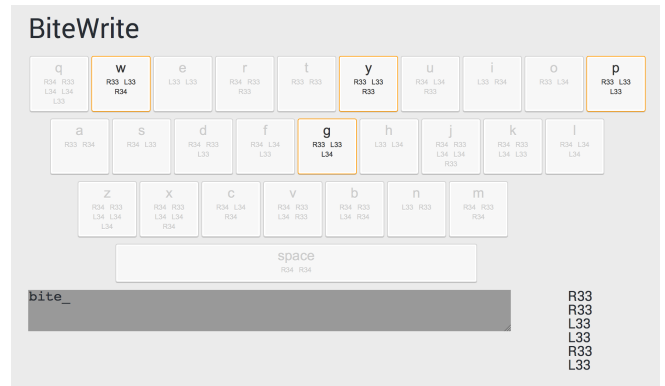 BiteWrite
q
R34 R33
L34 L34
L33
w
R33 L33
R34
e
L33 L33
r
R34 R33
R33
t
R33 R33
y
R33 L33
R33
u
R34 L34
R33
i
L33 R34
o
R33 L34
p
R33 L33
L33
a
R33 R34
s
R34 L33
d
R34 R33
L33
f
R34 L34
L33
g
R33 L33
L34
h
L33 L34
j
R34 R33
L34 L34
R33
k
R34 R33
L34 L33
l
R34 L34
L34
z
R34 R33
L34 L34
L34
x
R34 R33
L34 L34
R34
c
R34 L34
R34
v
R34 R33
L34 R33
b
R34 R33
L34 R34
n
L33 R33
m
R34 R33
R34
space
R34 R34
bite_
R33
R33
L33
L33
R33
L33